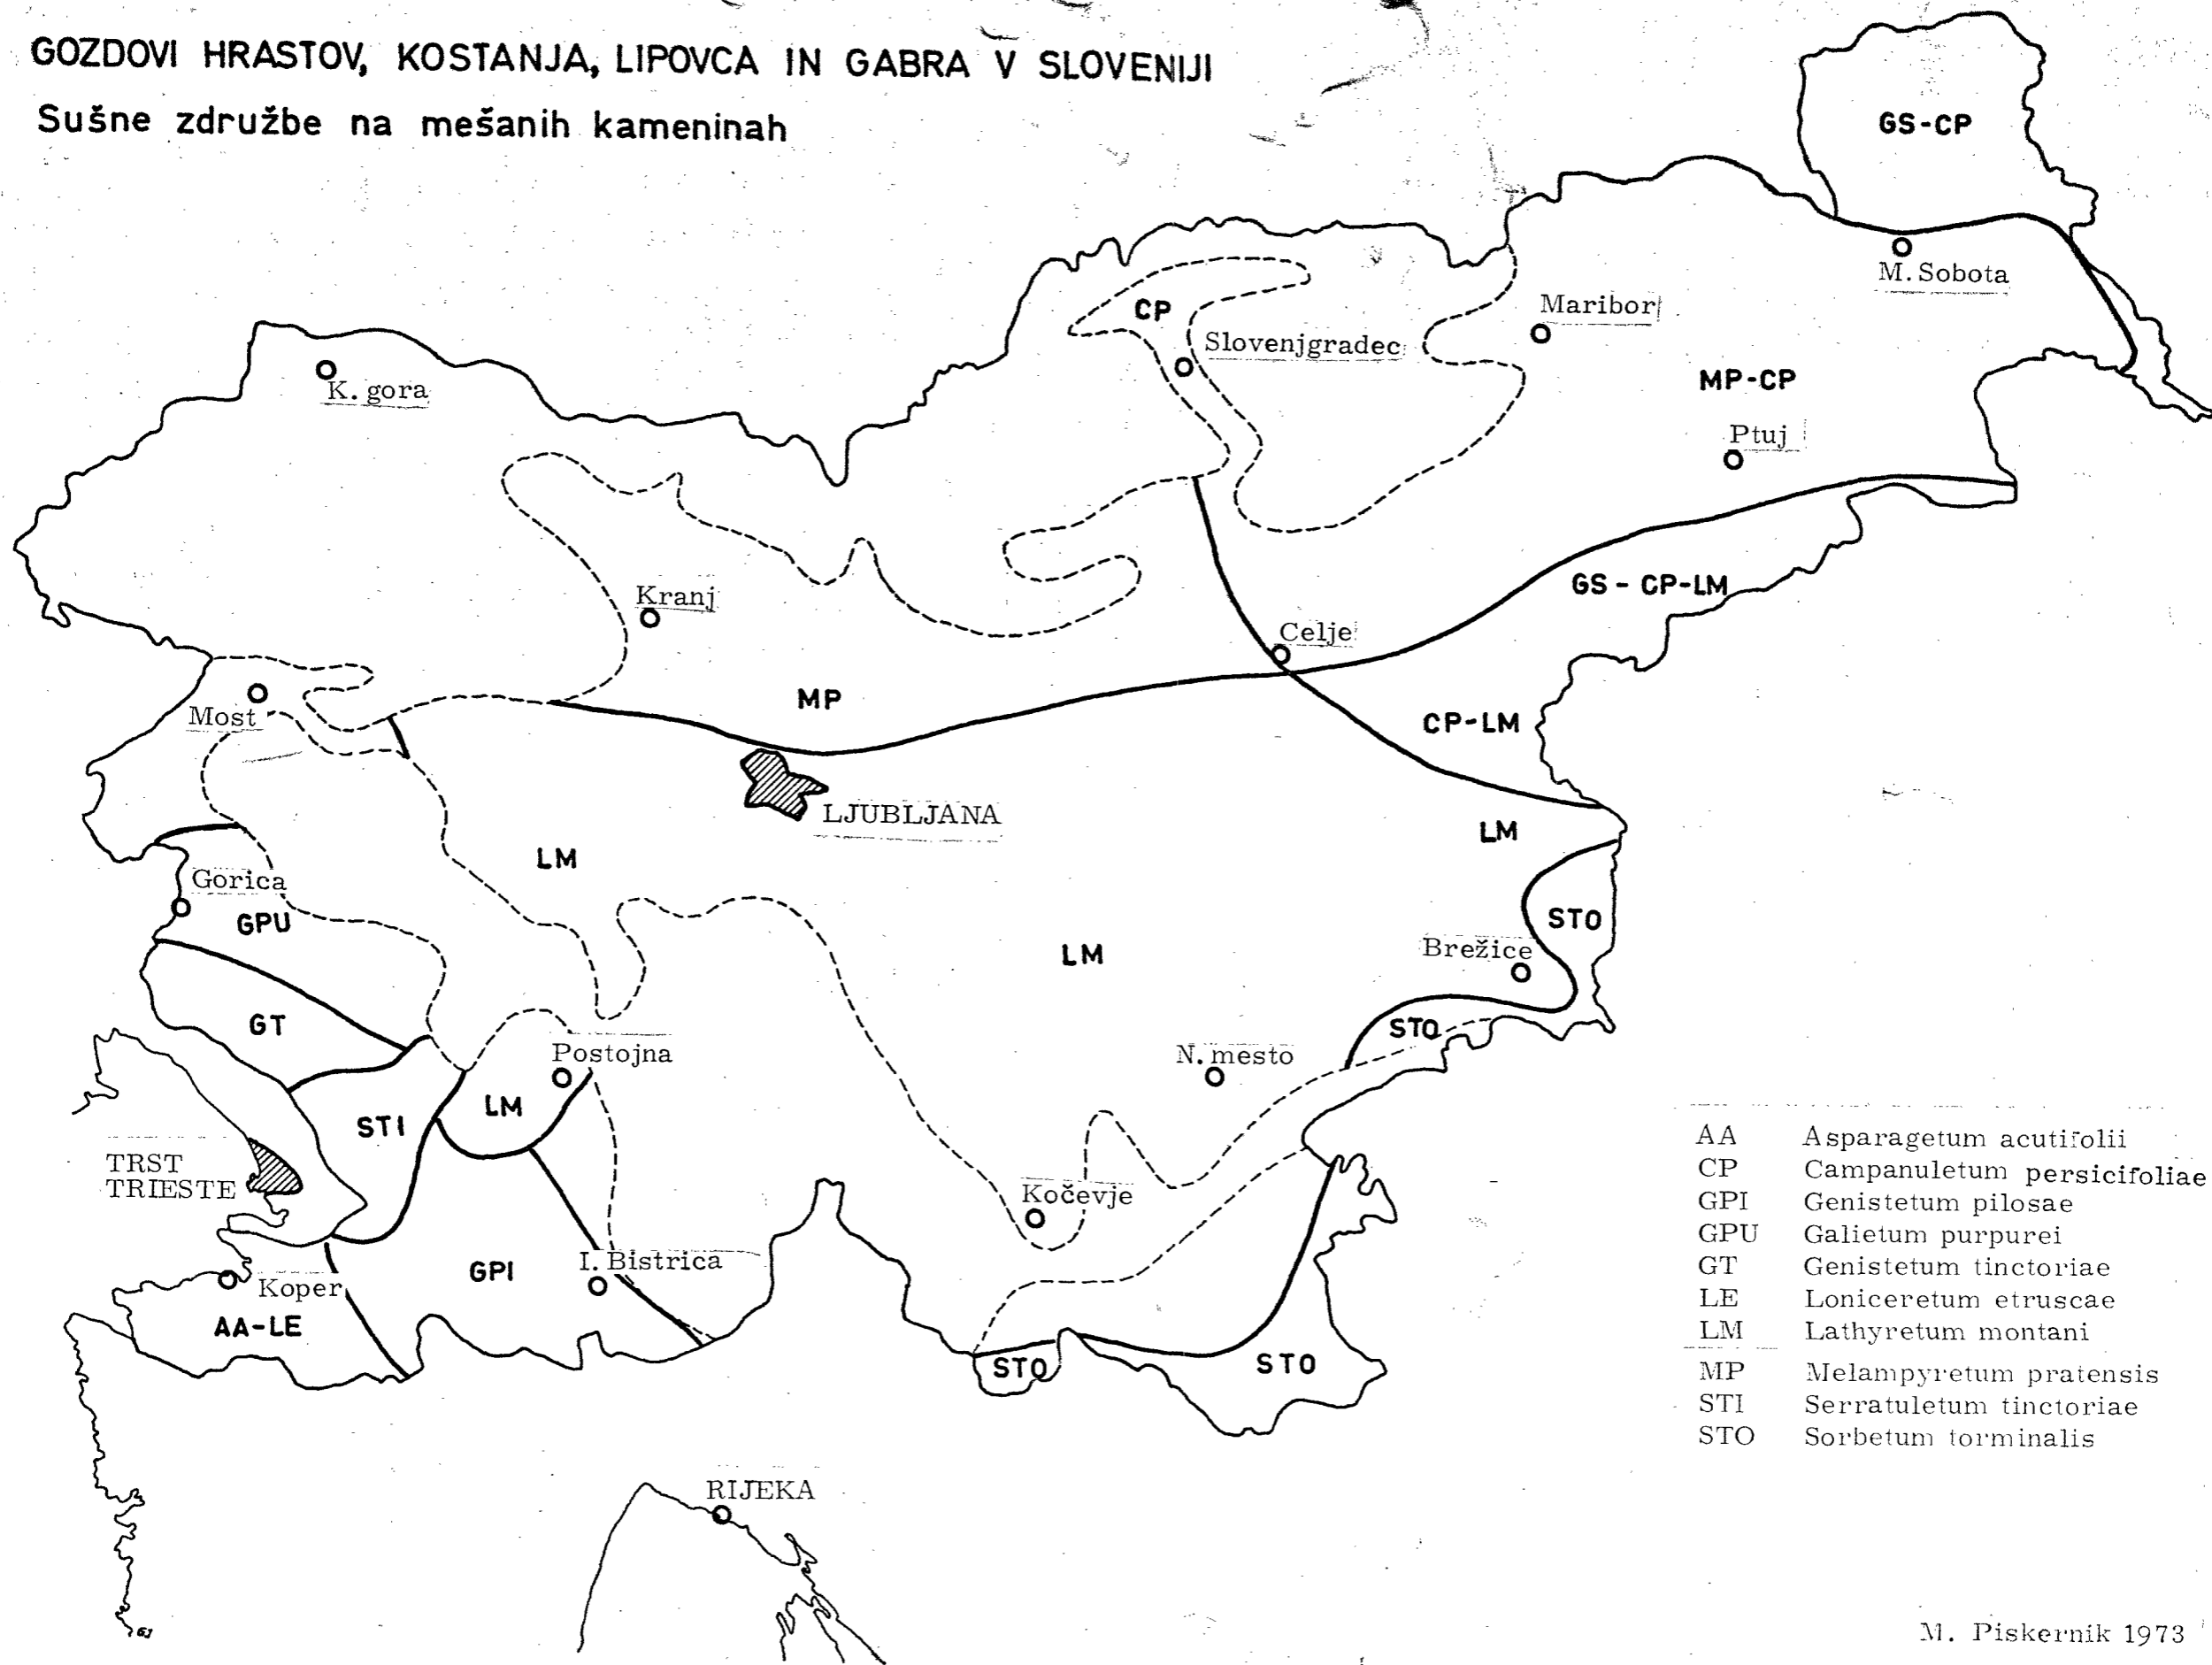 GOZDOVI HRASTOV, KOSTANJA, LIPOVCA IN GABRA V SLOVENIJI
Sušne združbe na mešanih kameninah
GS-CP
M. Sobota
CP
Maribor
Slovenjgradec
K. gora
MP-CP
Ptuj
GS-CP-LM
Kranj
Celje
MP
Most
CP-LM
LJUBLJANA
LM
LM
Gorica
STO
GPU
Brežice
LM
GT
STO
Postojna
N. mesto
LM
STI
TRST
TRIESTE
Kočevje
I. Bistrica
GPI
Koper
AA-LE
STO
STO
RIJEKA
AA Asparagetum acutifolii
CP Campanuletum persicifoliae
GPI Genistetum pilosae
GPU Galietum purpurei
GT Genistetum tinctoriae
LE Loniceretum etruscae
LM Lathyretum montani
MP Melampyretum pratensis
STI Serratuletum tinctoriae
STO Sorbetum torminalis
M. Piskernik 1973